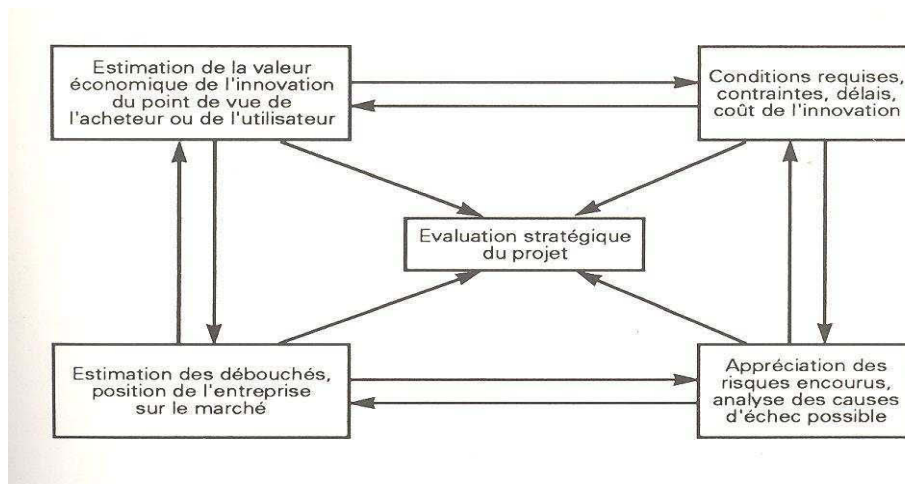 Estimation de la valeur
économique de l'innovation
du point de vue de
l'acheteur ou de l'utilisateur
Conditions requises,
contraintes, délais,
coût de l'innovation
Evaluation stratégique
du projet
Estimation des débouchés,
position de l'entreprise
sur le marché
Appréciation des
risques encourus,
analyse des causes
d'échec possible